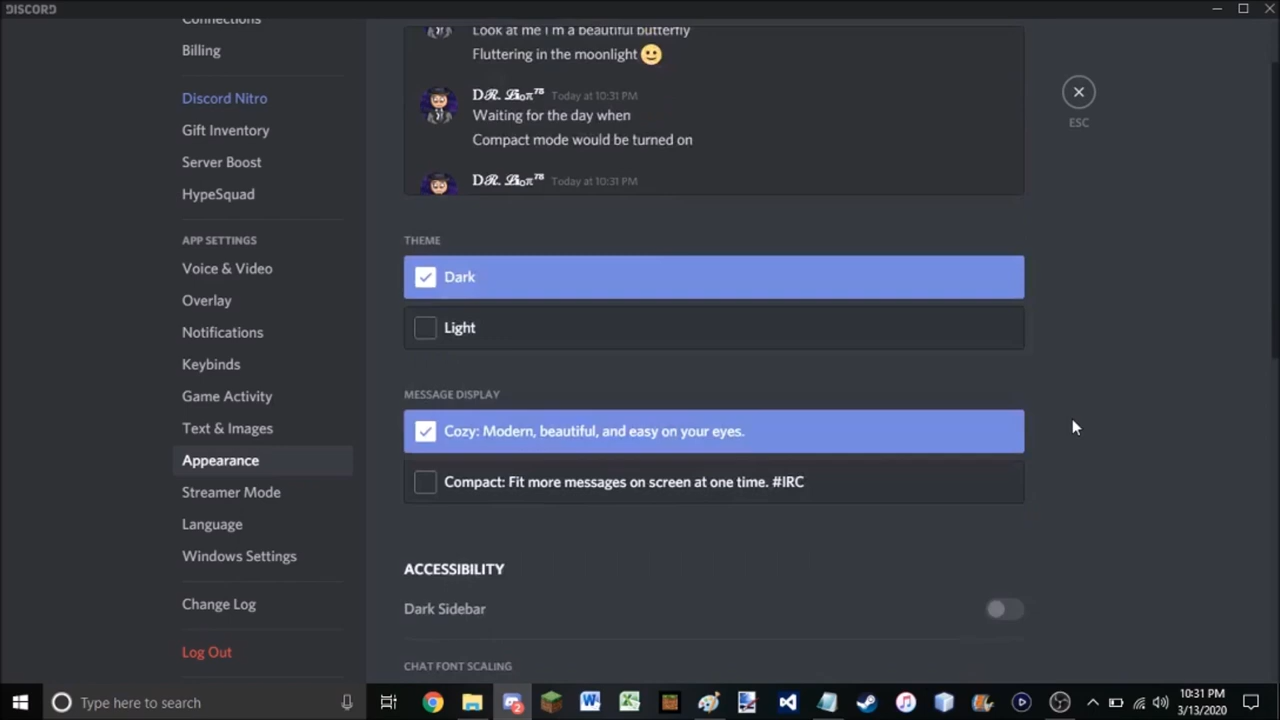 DISCORD
Connections
Billing
Discord Nitro
Gift Inventory
Server Boost
HypeSquad
APP SETTINGS
Voice & Video
Overlay
Notifications
Keybinds
Game Activity
Text & Images
Appearance
Streamer Mode
Language
Windows Settings
Change Log
Log Out
Look at me I'm a beautiful butterfly
Fluttering in the moonlight 🙂
Today at 10:31 PM
Waiting for the day when
Compact mode would be turned on
Today at 10:31 PM
THEME
Dark
Light
MESSAGE DISPLAY
Cozy: Modern, beautiful, and easy on your eyes.
Compact: Fit more messages on screen at one time. #IRC
ACCESSIBILITY
Dark Sidebar
CHAT FONT SCALING
ESC
Type here to search
2
10:31 PM
3/13/2020